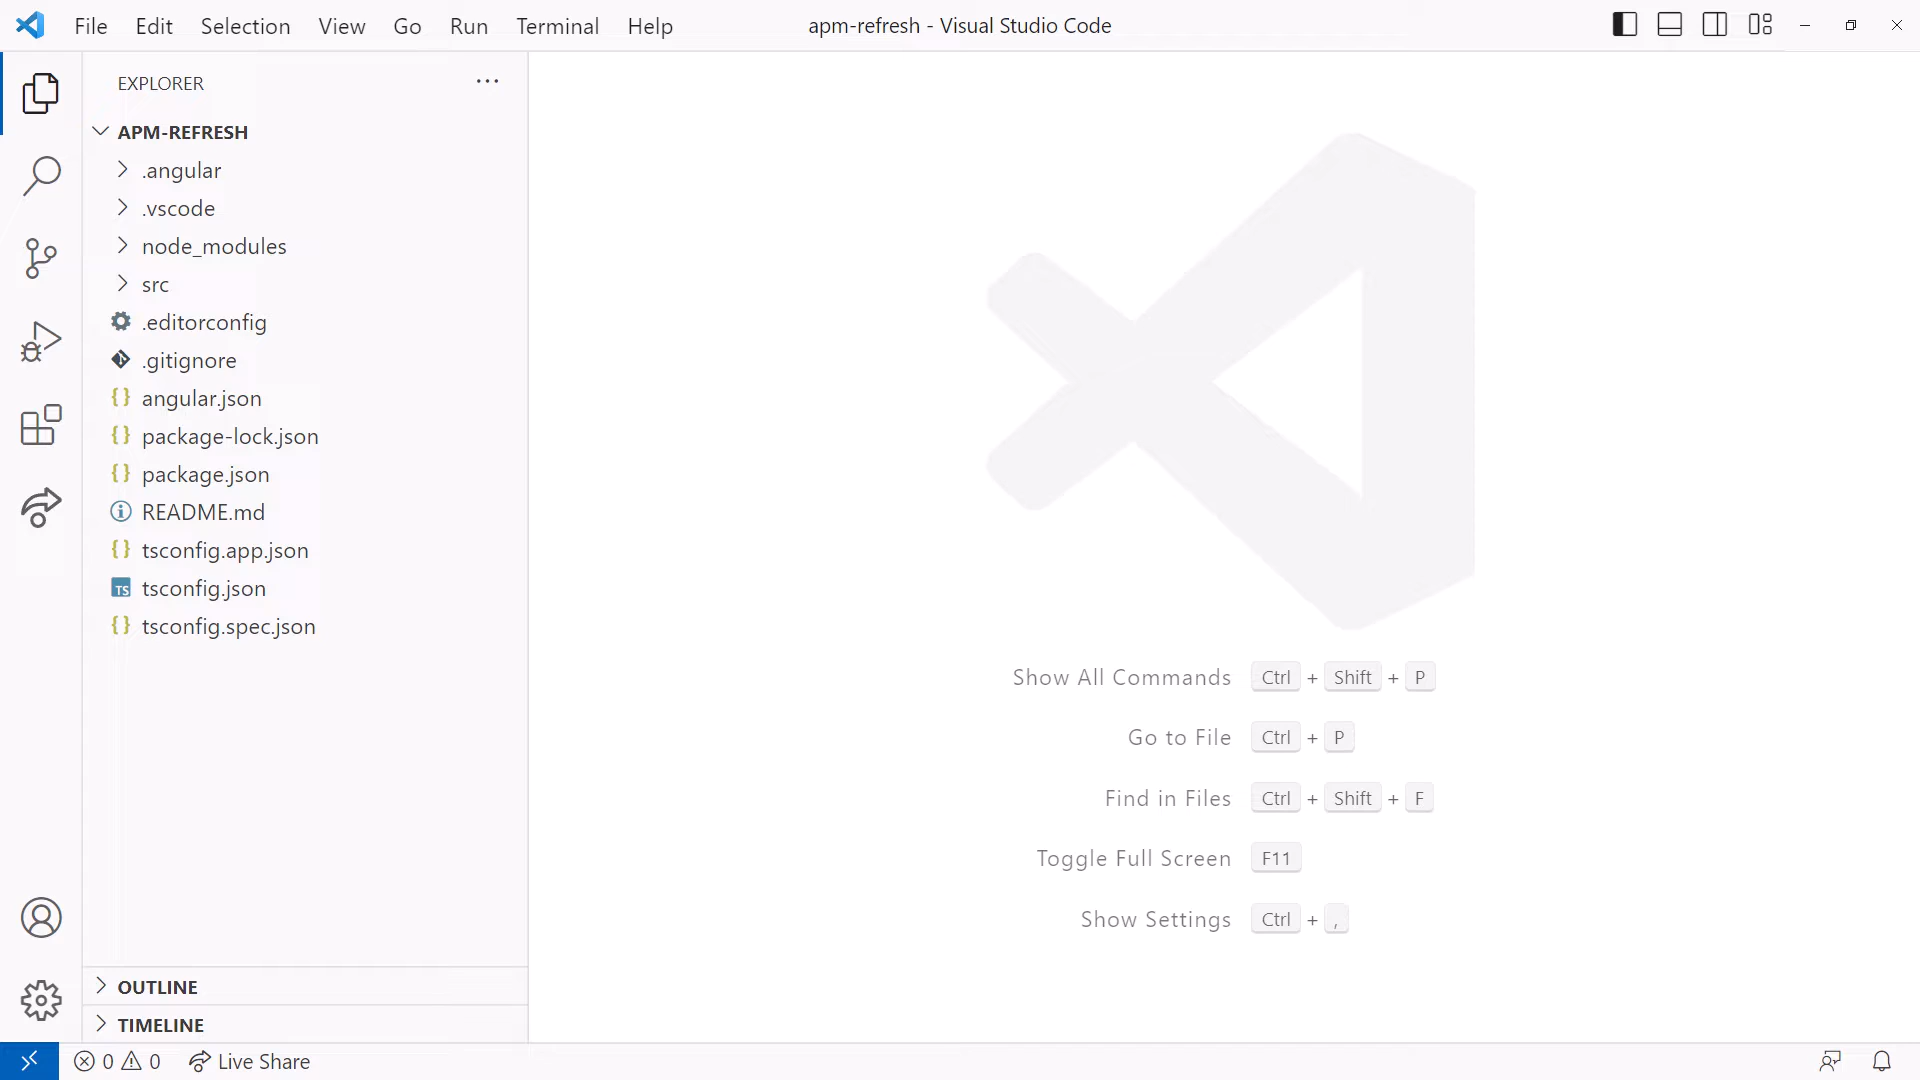 File Edit Selection View Go Run Terminal Help apm-refresh - Visual Studio Code
EXPLORER
APM-REFRESH
.angular
.vscode
node_modules
src
.editorconfig
.gitignore
{} angular.json
{} package-lock.json
{} package.json
README.md
{} tsconfig.app.json
TS tsconfig.json
{} tsconfig.spec.json
Show All Commands Ctrl + Shift + P
Go to File Ctrl + P
Find in Files Ctrl + Shift + F
Toggle Full Screen F11
Show Settings Ctrl + ,
OUTLINE
TIMELINE
0 0 Live Share